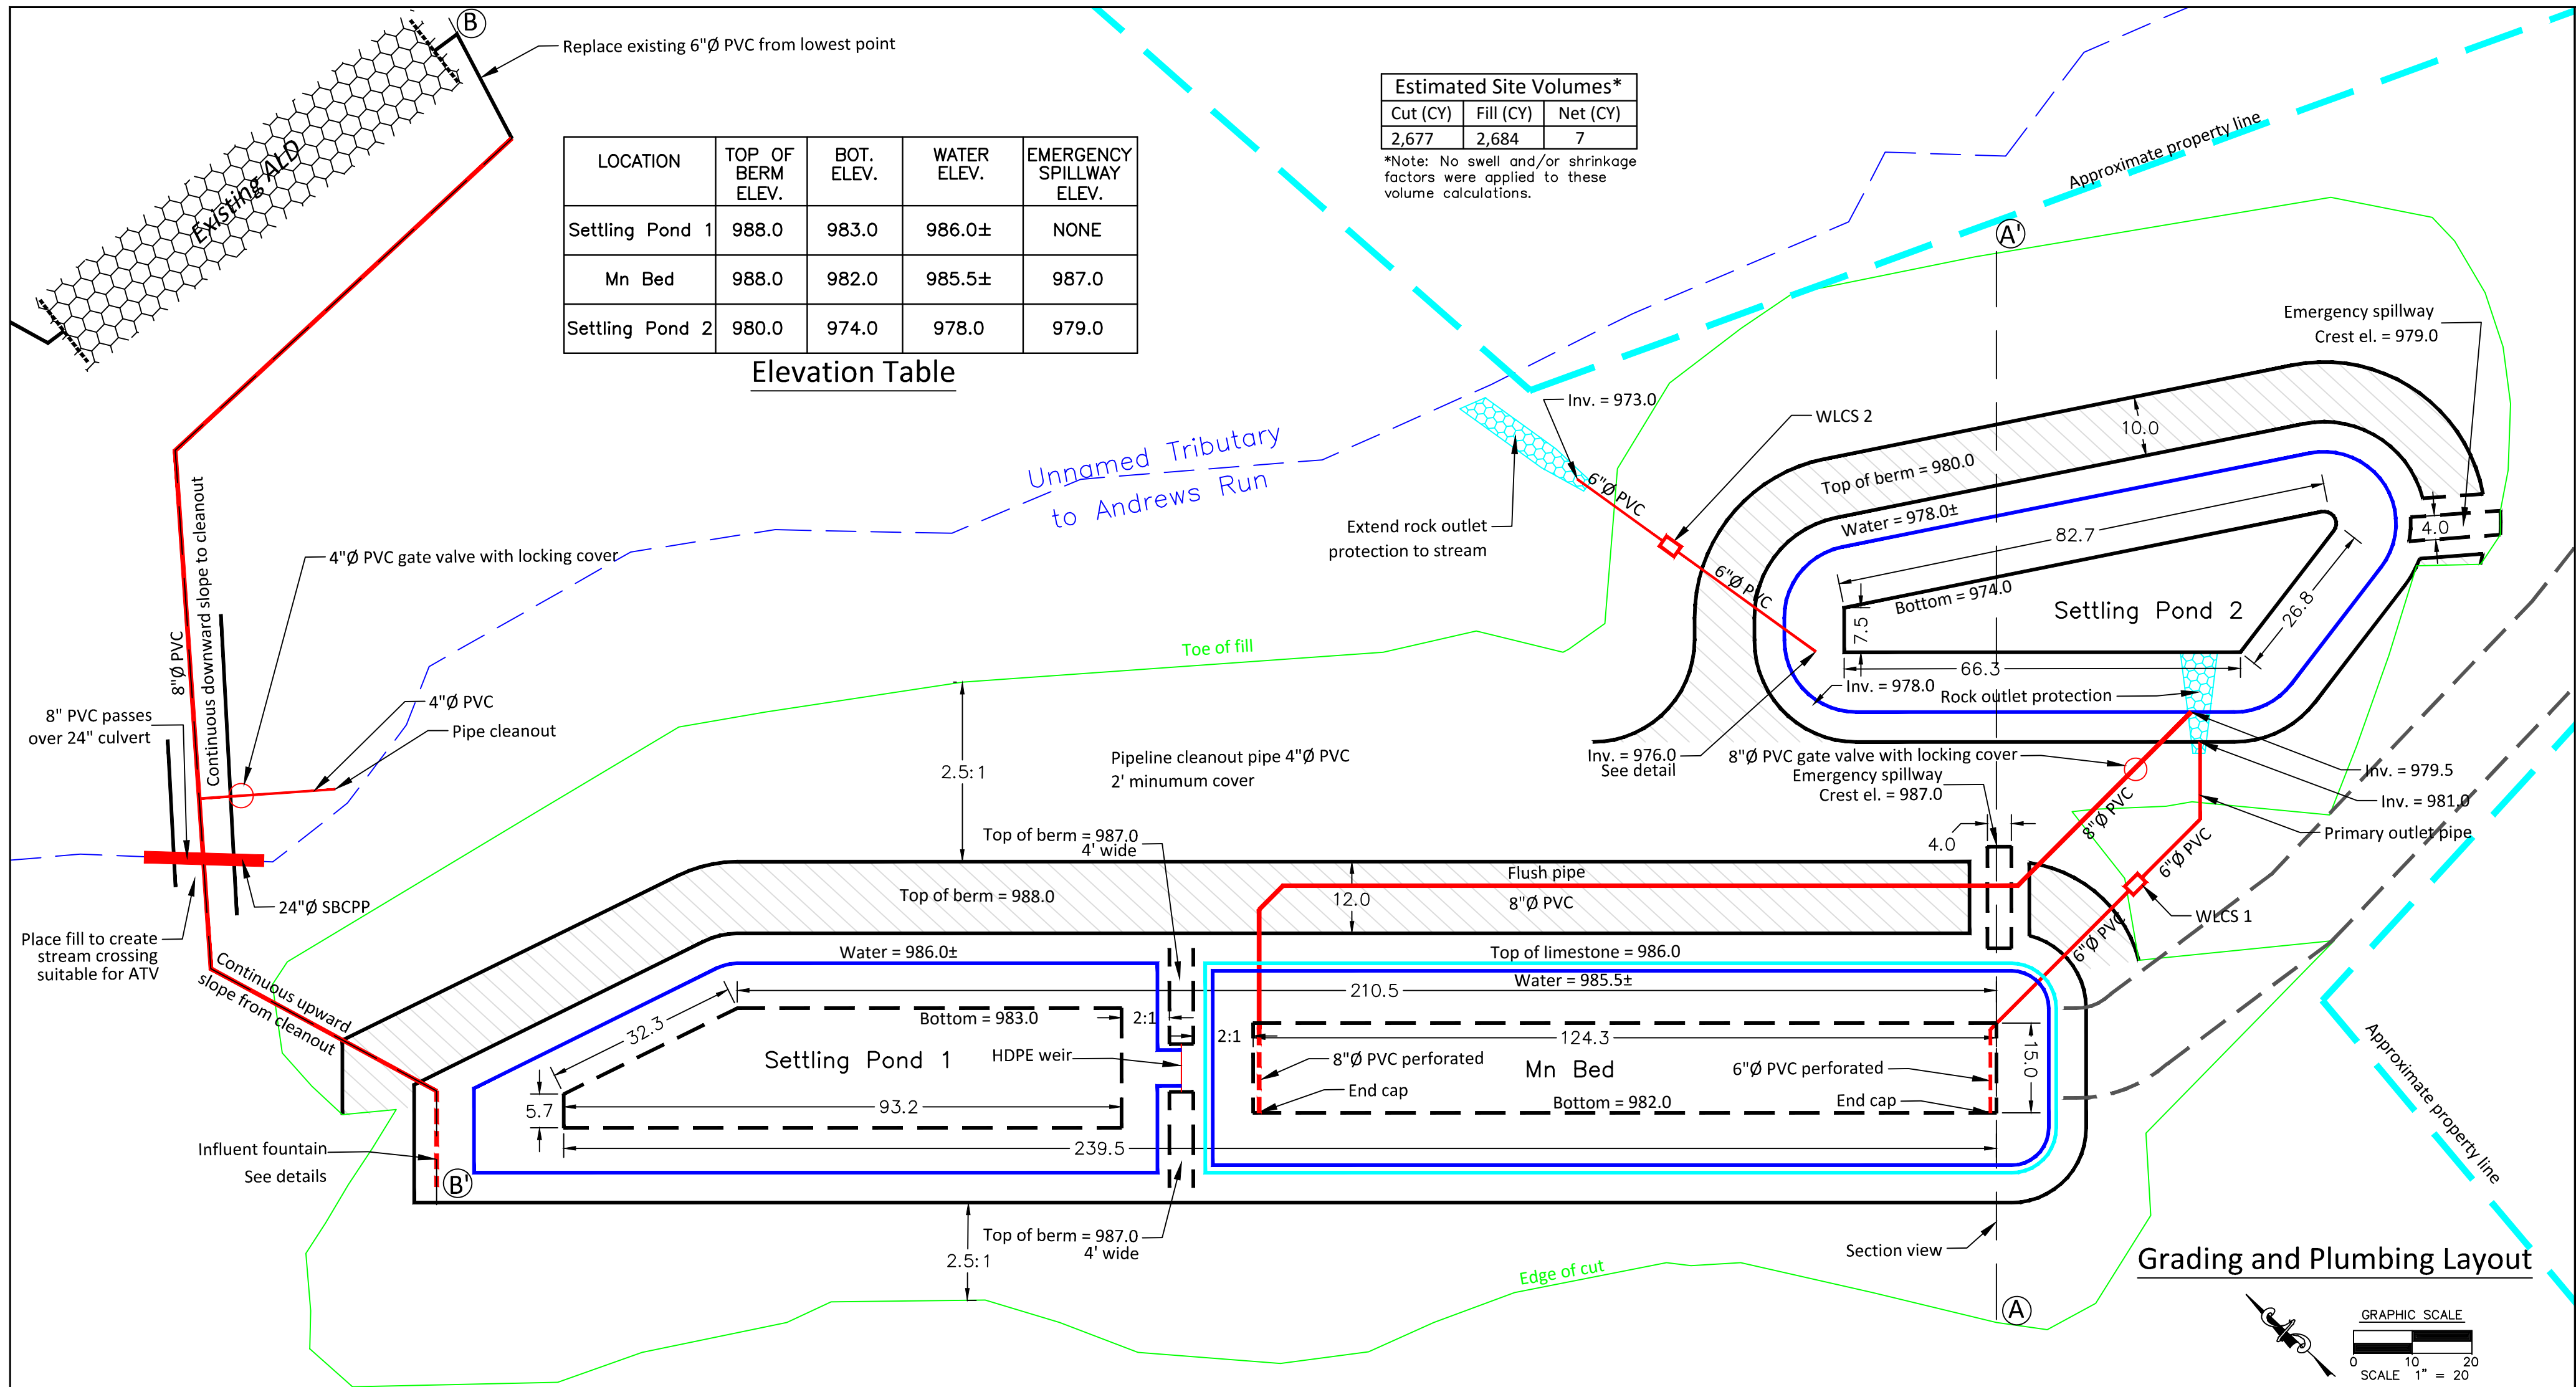 B
Replace existing 6"Ø PVC from lowest point
Existing ALD
LOCATION
TOP OF
BERM
ELEV.
BOT.
ELEV.
WATER
ELEV.
EMERGENCY
SPILLWAY
ELEV.
Settling Pond 1 988.0 983.0 986.0± NONE
Mn Bed 988.0 982.0 985.5± 987.0
Settling Pond 2 980.0 974.0 978.0 979.0
Elevation Table
Estimated Site Volumes*
Cut (CY) Fill (CY) Net (CY)
2,677 2,684 7
*Note: No swell and/or shrinkage
factors were applied to these
volume calculations.
Approximate property line
A'
Emergency spillway
Crest el. = 979.0
Inv. = 973.0
WLCS 2
10.0
Top of berm = 980.0
Unnamed Tributary
to Andrews Run
6"Ø PVC
Extend rock outlet
protection to stream
Water = 978.0±
4.0
82.7
6"Ø PVC
Bottom = 974.0
Settling Pond 2
26.8
7.5
66.3
Inv. = 978.0
Rock outlet protection
Inv. = 976.0
See detail
8"Ø PVC gate valve with locking cover
Emergency spillway
Crest el. = 987.0
Inv. = 979.5
Inv. = 981.0
Primary outlet pipe
8"Ø PVC
6"Ø PVC
WLCS 1
6"Ø PVC
4.0
4"Ø PVC gate valve with locking cover
Continuous downward slope to cleanout
8"Ø PVC
4"Ø PVC
Pipe cleanout
8" PVC passes
over 24" culvert
24"Ø SBCPP
Place fill to create
stream crossing
suitable for ATV
Continuous upward
slope from cleanout
Toe of fill
2.5:1
Pipeline cleanout pipe 4"Ø PVC
2' minumum cover
Top of berm = 987.0
4' wide
Flush pipe
8"Ø PVC
12.0
Top of berm = 988.0
Water = 986.0±
Top of limestone = 986.0
Water = 985.5±
210.5
32.3
Bottom = 983.0
2:1
2:1
Settling Pond 1
HDPE weir
124.3
8"Ø PVC perforated
Mn Bed
6"Ø PVC perforated
15.0
End cap
Bottom = 982.0
End cap
5.7
93.2
239.5
Influent fountain
See details
B'
Top of berm = 987.0
4' wide
2.5:1
Section view
Edge of cut
A
Approximate property line
Grading and Plumbing Layout
GRAPHIC SCALE
0 10 20
SCALE 1" = 20